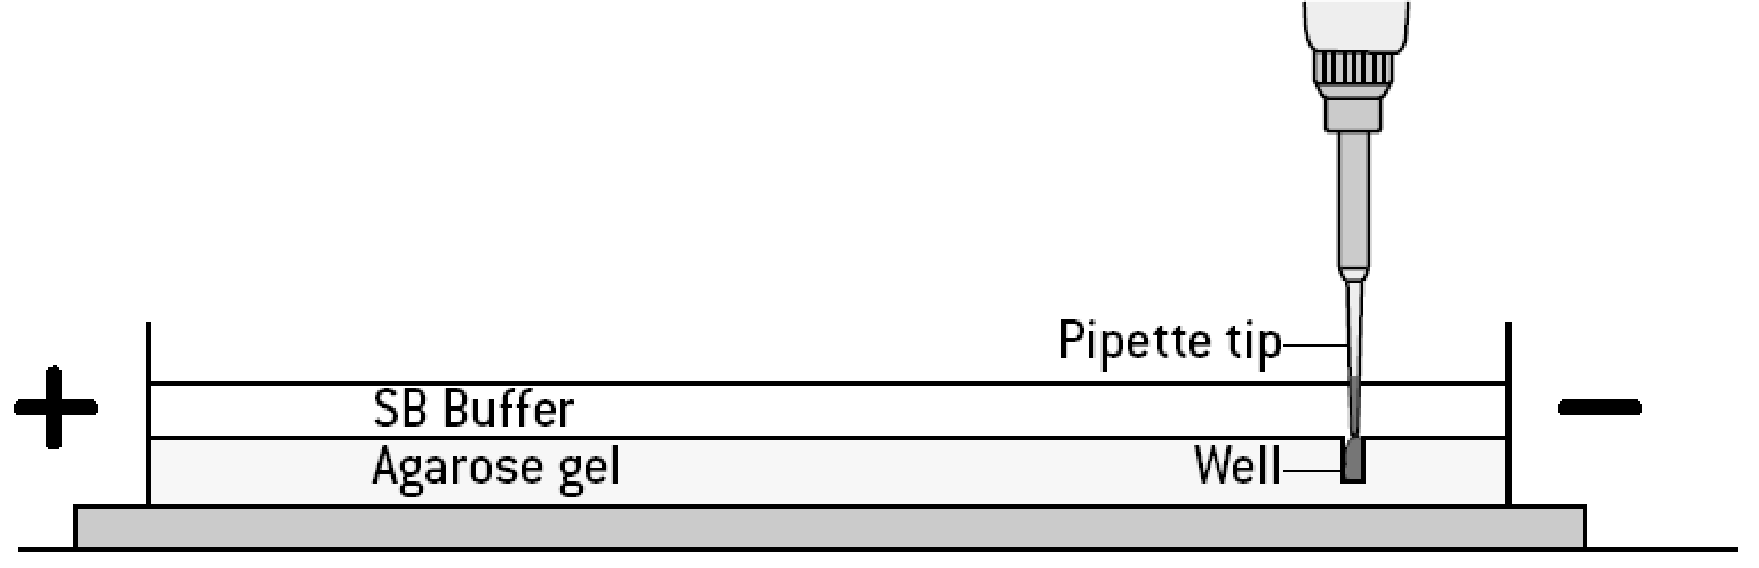 Pipette tip
+
SB Buffer
−
Agarose gel
Well